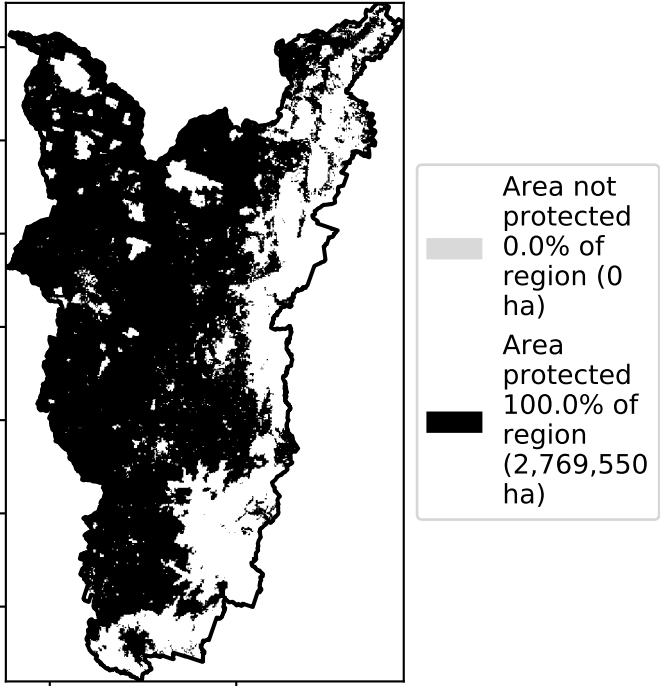 Area not
protected
0.0% of
region (0
ha)
Area
protected
100.0% of
region
(2,769,550
ha)